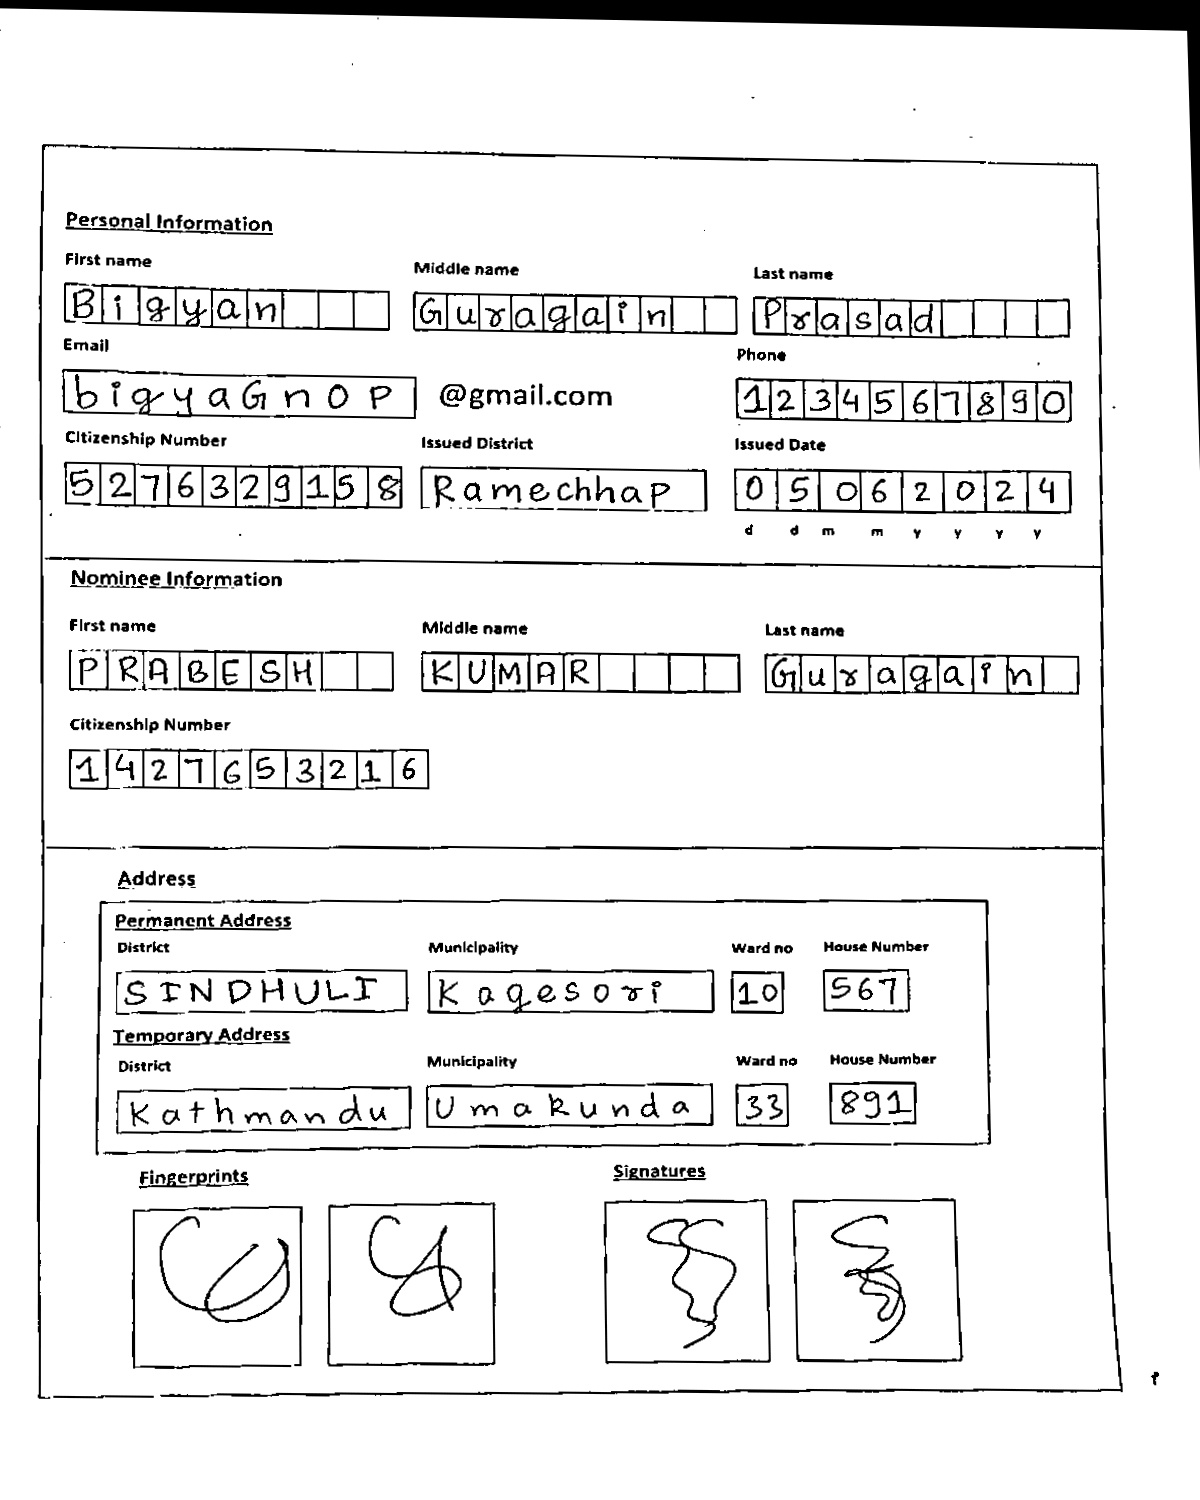 Personal Information
First name Middle name Last name
Bigyan Guragain Prasad
Email Phone
bigyaGnOP @gmail.com 1234567890
Citizenship Number Issued District Issued Date
5276329158 Ramechhap 05062024
d d m m y y y y
Nominee Information
First name Middle name Last name
PRABESH KUMAR Guragain
Citizenship Number
1427653216
Address
Permanent Address
District Municipality Ward no House Number
SINDHULI Kagesori 10 567
Temporary Address
District Municipality Ward no House Number
Kathmandu Umakunda 33 891
Fingerprints Signatures